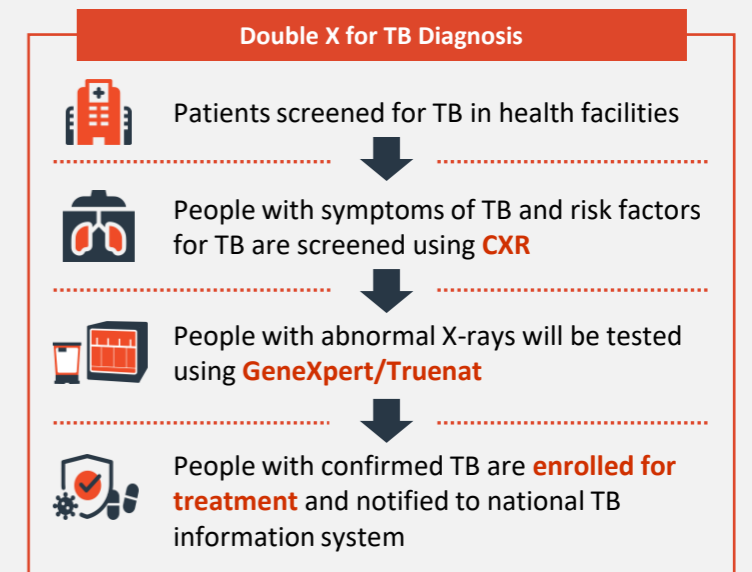 Double X for TB Diagnosis
Patients screened for TB in health facilities
People with symptoms of TB and risk factors
for TB are screened using CXR
People with abnormal X-rays will be tested
using GeneXpert/Truenat
People with confirmed TB are enrolled for
treatment and notified to national TB
information system